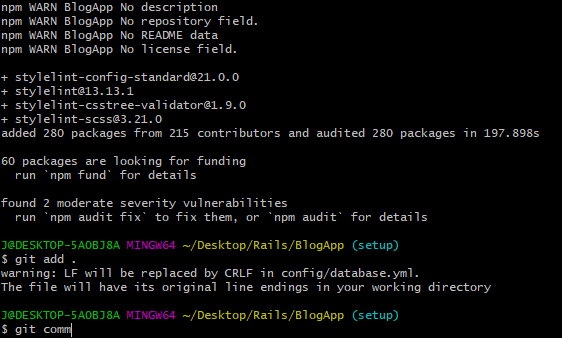 npm WARN BlogApp No description
npm WARN BlogApp No repository field.
npm WARN BlogApp No README data
npm WARN BlogApp No license field.
+ stylelint-config-standard@21.0.0
+ stylelint@13.13.1
+ stylelint-csstree-validator@1.9.0
+ stylelint-scss@3.21.0
added 280 packages from 215 contributors and audited 280 packages in 197.898s
60 packages are looking for funding
  run `npm fund` for details
found 2 moderate severity vulnerabilities
  run `npm audit fix` to fix them, or `npm audit` for details
J@DESKTOP-5AOBJ8A MINGW64 ~/Desktop/Rails/BlogApp (setup)
$ git add .
warning: LF will be replaced by CRLF in config/database.yml.
The file will have its original line endings in your working directory
J@DESKTOP-5AOBJ8A MINGW64 ~/Desktop/Rails/BlogApp (setup)
$ git comm